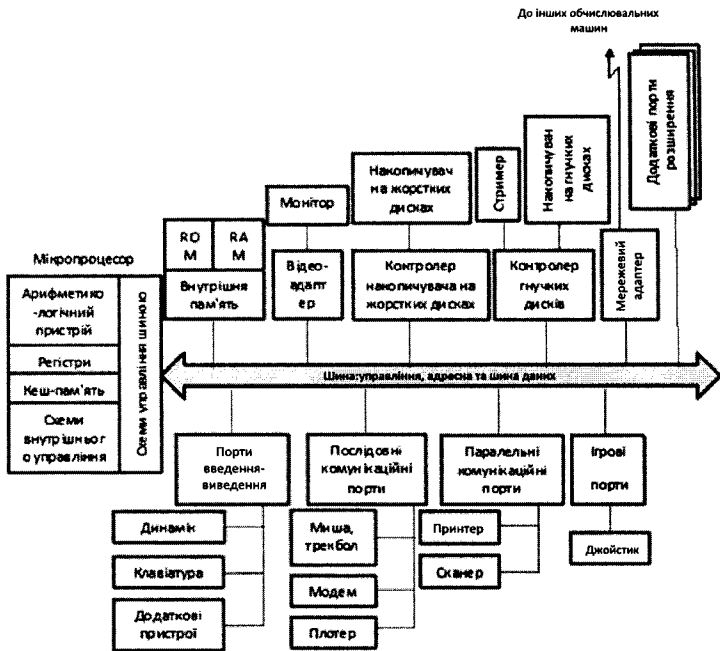 До інших обчислювальних
машин
Додаткові порти
розширення
Накопичувач
на жорстких
дисках
Стример
Накопичувач
на гнучких
дисках
Монітор
RO
M
RA
M
Внутрішня
пам'ять
Відео-
адапт
ер
Контролер
накопичувача на
жорстких дисках
Контролер
гнучких
дисків
Мережевий
адаптер
Мікропроцесор
Арифметико
-логічний
пристрій
Регістри
Кеш-пам'ять
Схеми
внутрішньог
о управління
Схеми управління шиною
Шина:управління, адресна та шина даних
Порти
введення-
виведення
Послідовні
комунікаційні
порти
Паралельні
комунікаційні
порти
Ігрові
порти
Динамік
Клавіатура
Додаткові
пристрої
Миша,
трекбол
Модем
Плотер
Принтер
Сканер
Джойстик